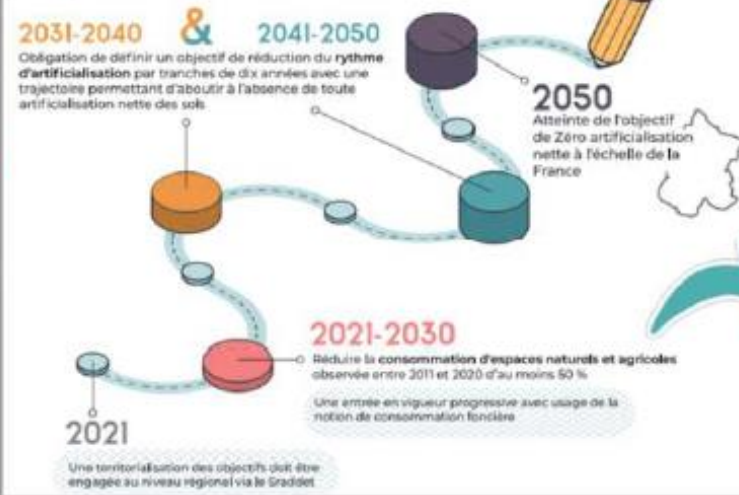 2031-2040 & 2041-2050
Obligation de définir un objectif de réduction du rythme
d'artificialisation par tranches de dix années avec une
trajectoire permettant d'aboutir à l'absence de toute
artificialisation nette des sols
2050
Atteinte de l'objectif
de Zéro artificialisation
nette à l'échelle de la
France
2021-2030
Réduire la consommation d'espaces naturels et agricoles
observée entre 2011 et 2020 d'au moins 50 %
Une entrée en vigueur progressive avec usage de la
notion de consommation foncière
2021
Une territorialisation des objectifs doit être
engagée au niveau régional via le Sraddet